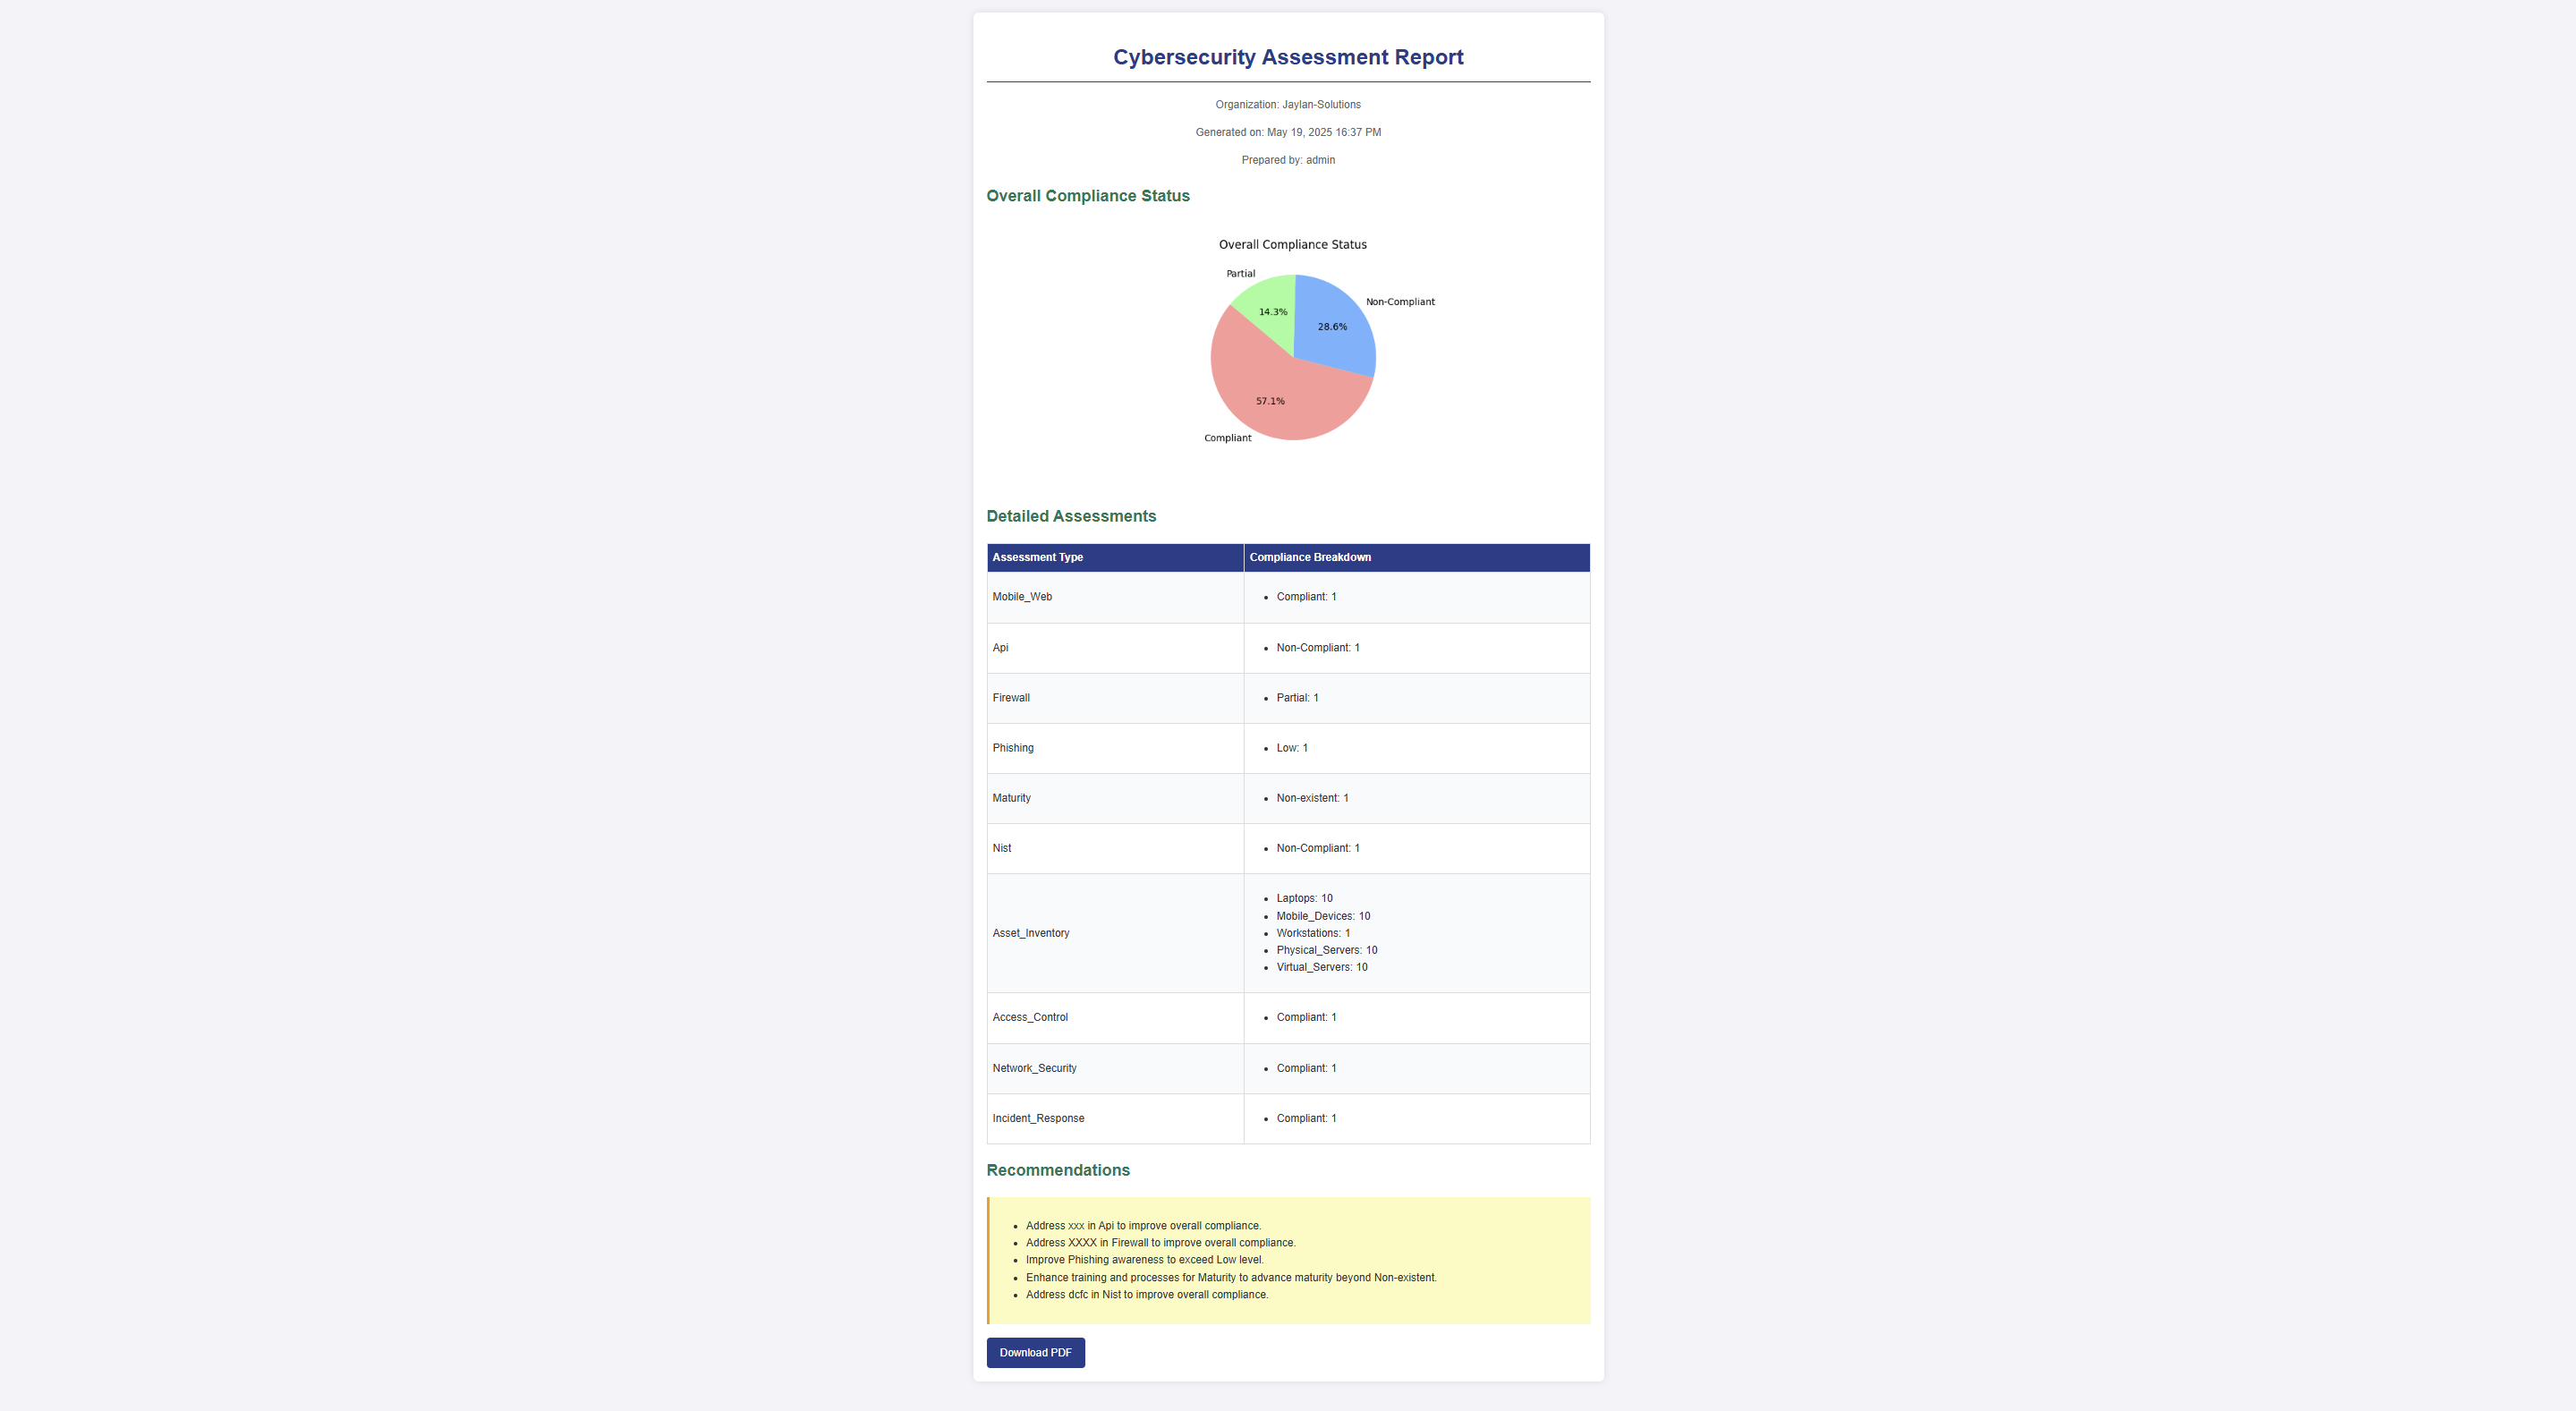 Cybersecurity Assessment Report
Organization: Jaylan-Solutions
Generated on: May 19, 2025 16:37 PM
Prepared by: admin
Overall Compliance Status
Overall Compliance Status
Partial
Non-Compliant
14.3%
28.6%
57.1%
Compliant
Detailed Assessments
Assessment Type Compliance Breakdown
Mobile_Web • Compliant: 1
Api • Non-Compliant: 1
Firewall • Partial: 1
Phishing • Low: 1
Maturity • Non-existent: 1
Nist • Non-Compliant: 1
Asset_Inventory
• Laptops: 10
• Mobile_Devices: 10
• Workstations: 1
• Physical_Servers: 10
• Virtual_Servers: 10
Access_Control • Compliant: 1
Network_Security • Compliant: 1
Incident_Response • Compliant: 1
Recommendations
• Address xxx in Api to improve overall compliance.
• Address XXXX in Firewall to improve overall compliance.
• Improve Phishing awareness to exceed Low level.
• Enhance training and processes for Maturity to advance maturity beyond Non-existent.
• Address dcfc in Nist to improve overall compliance.
Download PDF